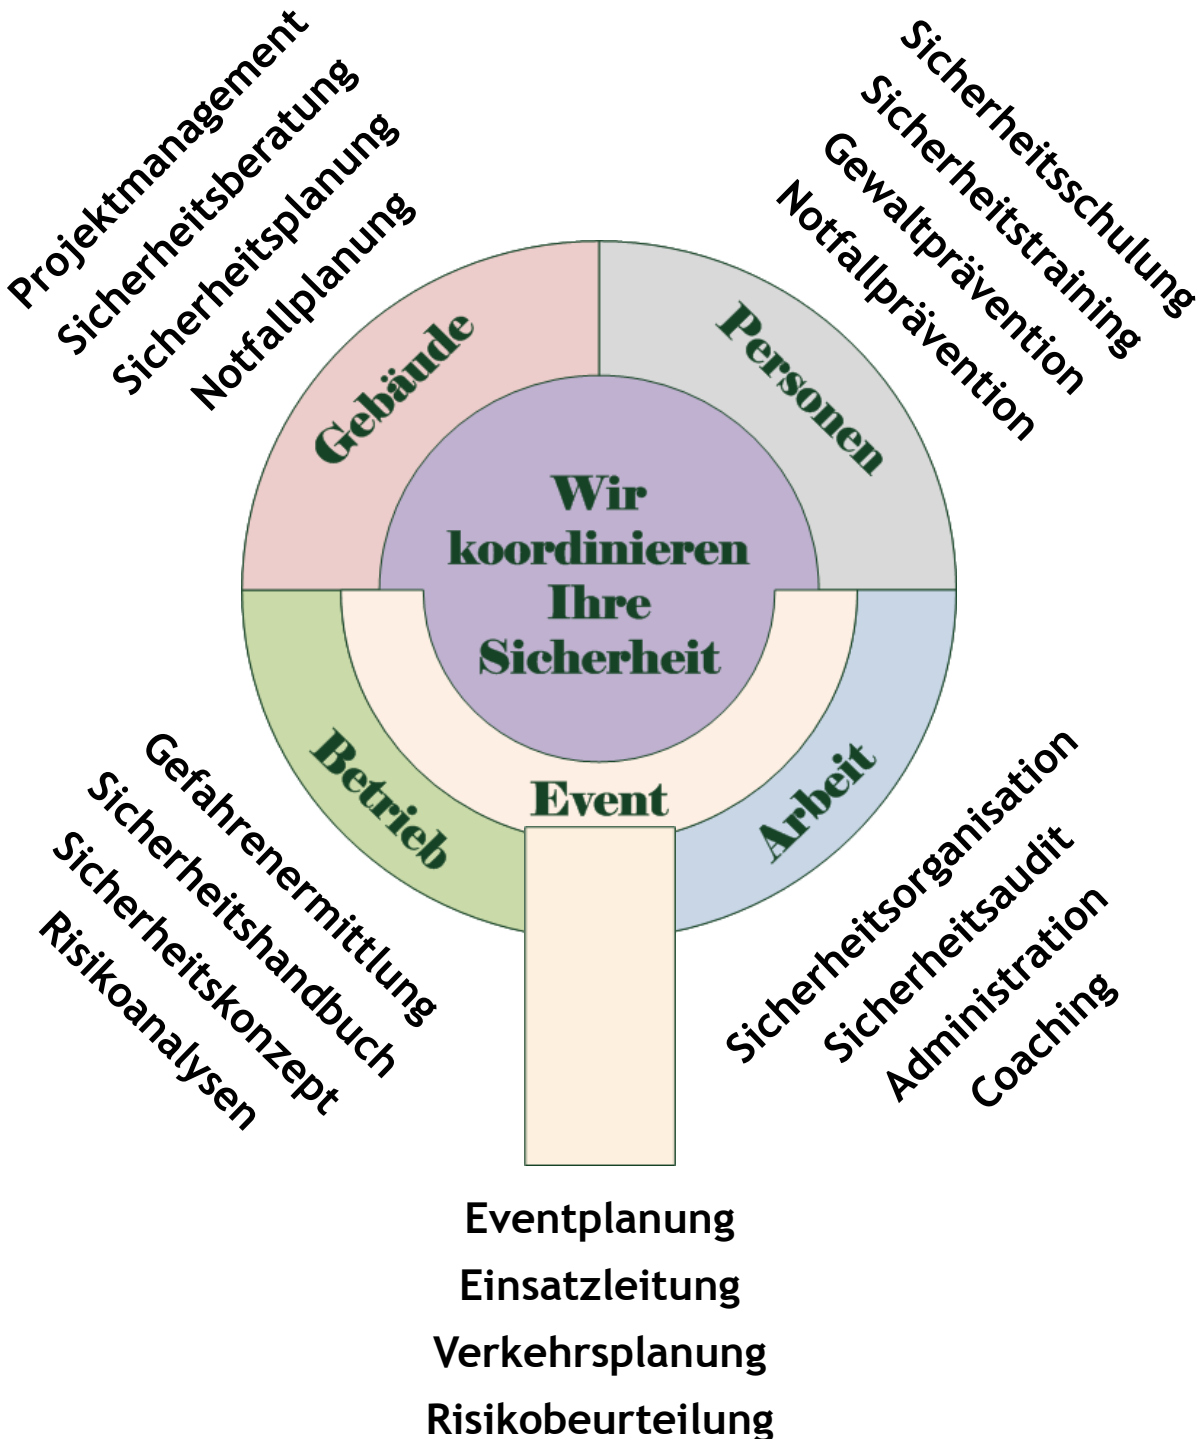 Projektmanagement
Sicherheitsberatung
Sicherheitsplanung
Notfallplanung
Sicherheitsschulung
Sicherheitstraining
Gewaltprävention
Notfallprävention
Gebäude
Personen
Wir
koordinieren
Ihre
Sicherheit
Betrieb
Event
Arbeit
Gefahrenermittlung
Sicherheitshandbuch
Sicherheitskonzept
Risikoanalysen
Sicherheitsorganisation
Sicherheitsaudit
Administration
Coaching
Eventplanung
Einsatzleitung
Verkehrsplanung
Risikobeurteilung